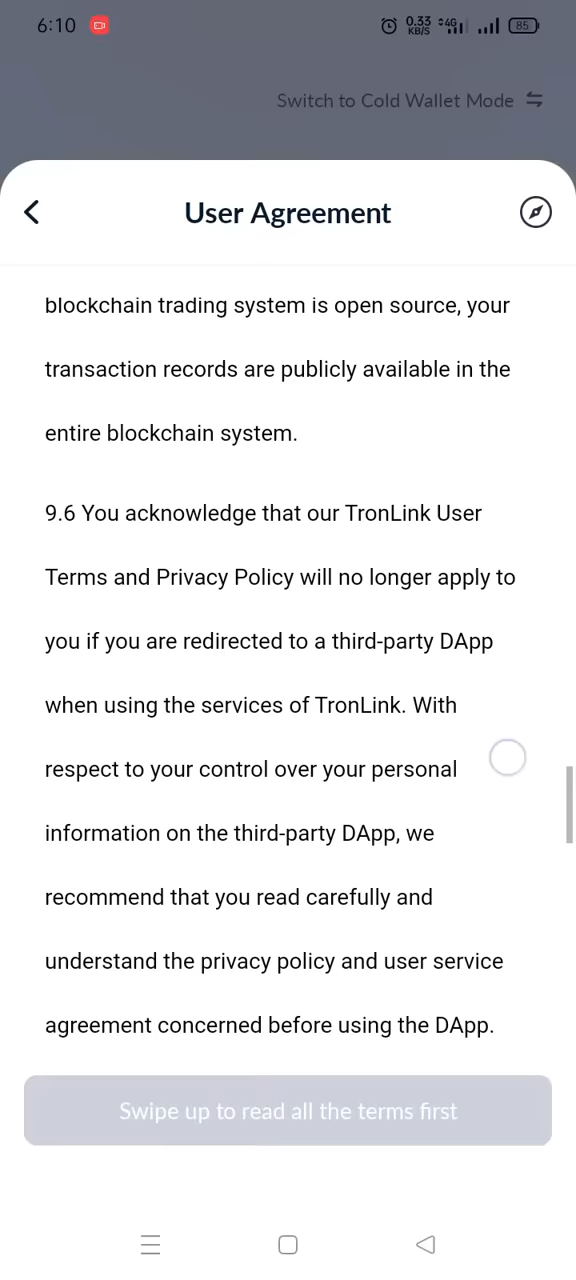 6:10
0.33
KB/S
4G
85
Switch to Cold Wallet Mode
User Agreement
blockchain trading system is open source, your
transaction records are publicly available in the
entire blockchain system.
9.6 You acknowledge that our TronLink User
Terms and Privacy Policy will no longer apply to
you if you are redirected to a third-party DApp
when using the services of TronLink. With
respect to your control over your personal
information on the third-party DApp, we
recommend that you read carefully and
understand the privacy policy and user service
agreement concerned before using the DApp.
Swipe up to read all the terms first